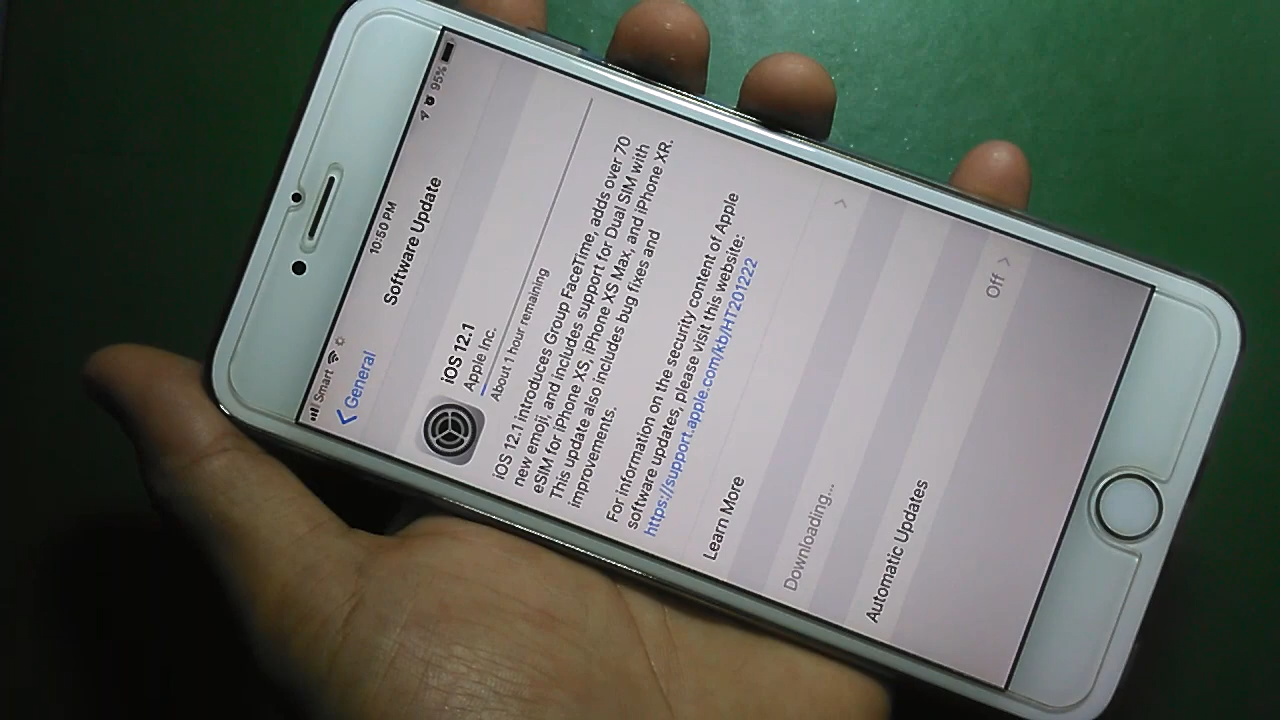 Smart 10:50 PM 95%
General Software Update
iOS 12.1
Apple Inc.
About 1 hour remaining
iOS 12.1 introduces Group FaceTime, adds over 70
new emoji, and includes support for Dual SIM with
eSIM for iPhone XS, iPhone XS Max, and iPhone XR.
This update also includes bug fixes and
improvements.
For information on the security content of Apple
software updates, please visit this website:
https://support.apple.com/kb/HT201222
Learn More
Downloading...
Automatic Updates Off